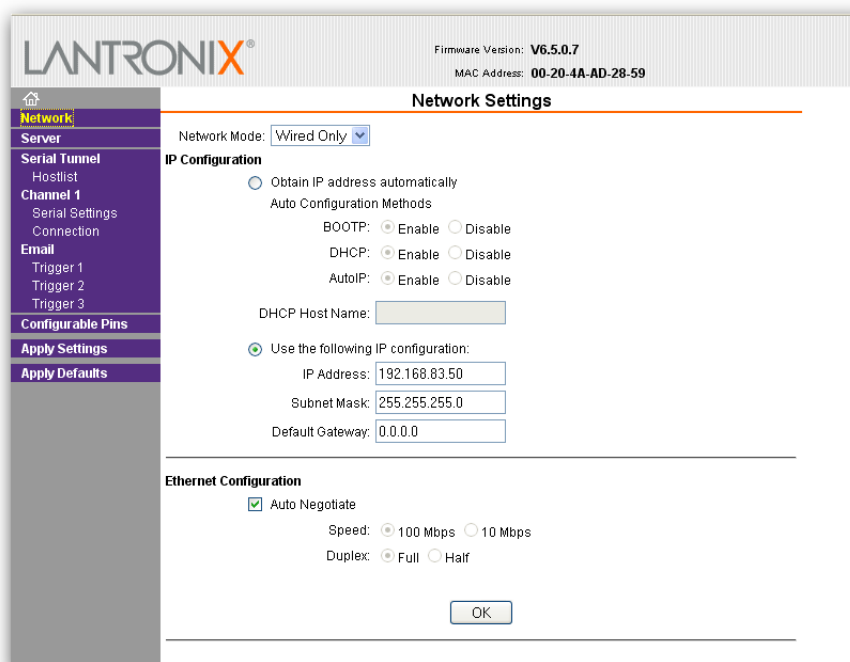 LANTRONIX®
Firmware Version: V6.5.0.7
MAC Address: 00-20-4A-AD-28-59
Network
Server
Serial Tunnel
Hostlist
Channel 1
Serial Settings
Connection
Email
Trigger 1
Trigger 2
Trigger 3
Configurable Pins
Apply Settings
Apply Defaults
Network Settings
Network Mode: Wired Only
IP Configuration
Obtain IP address automatically
Auto Configuration Methods
BOOTP: Enable Disable
DHCP: Enable Disable
AutoIP: Enable Disable
DHCP Host Name:
Use the following IP configuration:
IP Address: 192.168.83.50
Subnet Mask: 255.255.255.0
Default Gateway: 0.0.0.0
Ethernet Configuration
Auto Negotiate
Speed: 100 Mbps 10 Mbps
Duplex: Full Half
OK